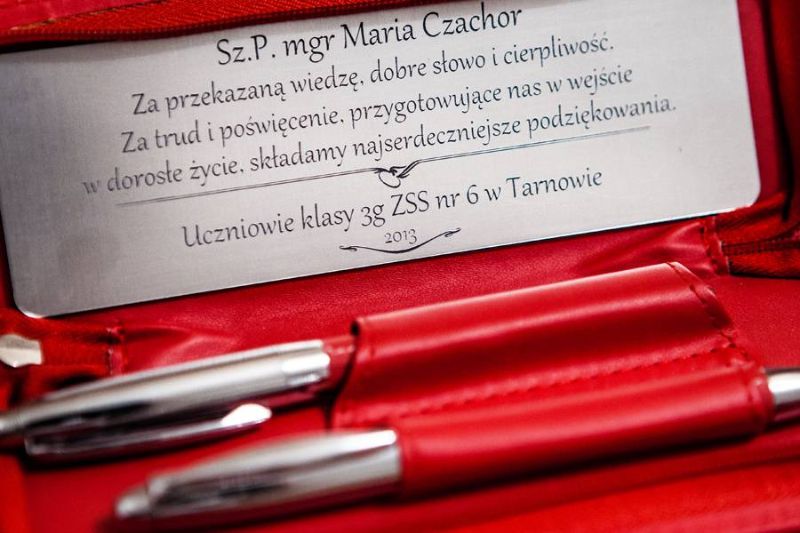 Sz.P. mgr Maria Czachor
Za przekazaną wiedzę, dobre słowo i cierpliwość.
Za trud i poświęcenie, przygotowujące nas w wejście
w dorosłe życie, składamy najserdeczniejsze podziękowania.
Uczniowie klasy 3g ZSS nr 6 w Tarnowie
2013